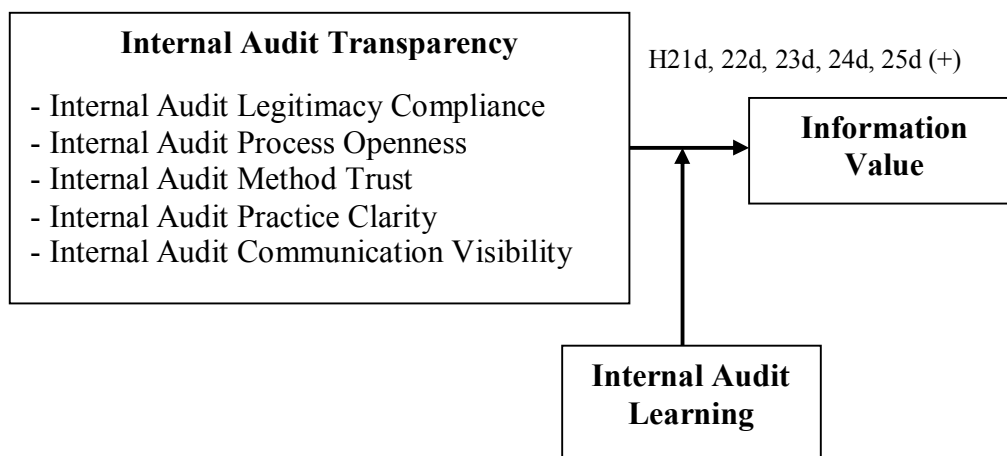 Internal Audit Transparency
- Internal Audit Legitimacy Compliance
- Internal Audit Process Openness
- Internal Audit Method Trust
- Internal Audit Practice Clarity
- Internal Audit Communication Visibility
H21d, 22d, 23d, 24d, 25d (+)
Information
Value
Internal Audit
Learning